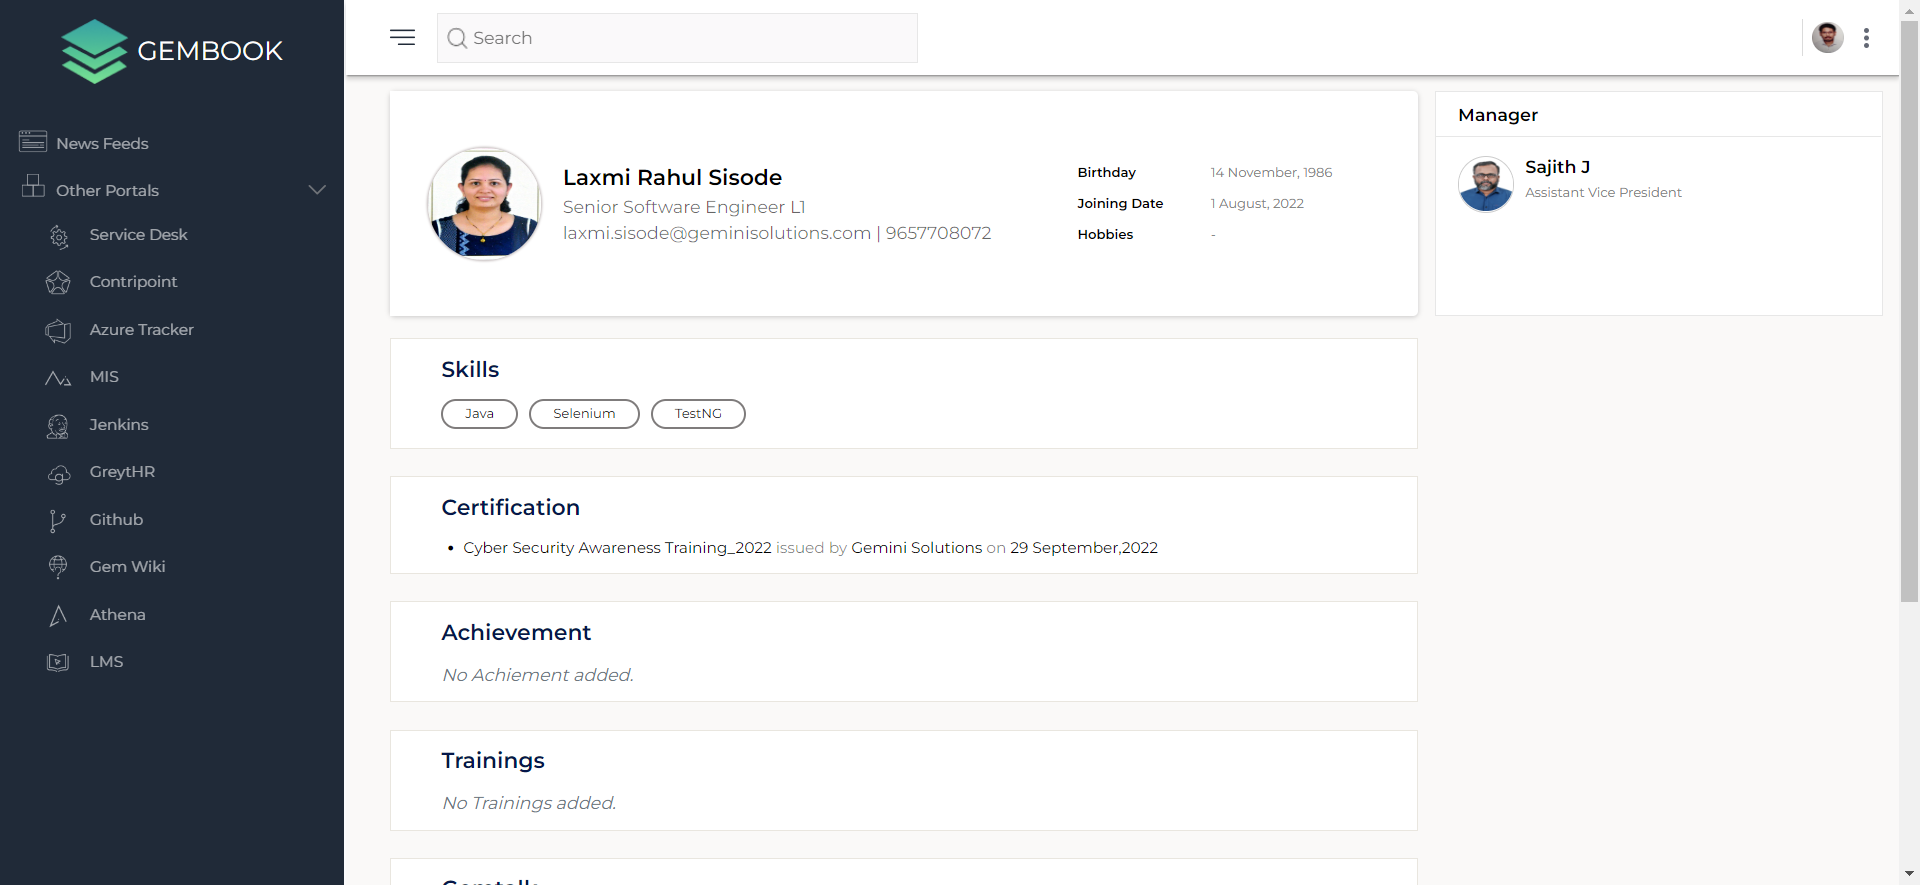 GEMBOOK
News Feeds
Other Portals
Service Desk
Contripoint
Azure Tracker
MIS
Jenkins
GreytHR
Github
Gem Wiki
Athena
LMS
Search
Laxmi Rahul Sisode
Senior Software Engineer L1
laxmi.sisode@geminisolutions.com | 9657708072
Birthday 14 November, 1986
Joining Date 1 August, 2022
Hobbies -
Manager
Sajith J
Assistant Vice President
Skills
Java Selenium TestNG
Certification
• Cyber Security Awareness Training_2022 issued by Gemini Solutions on 29 September,2022
Achievement
No Achiement added.
Trainings
No Trainings added.